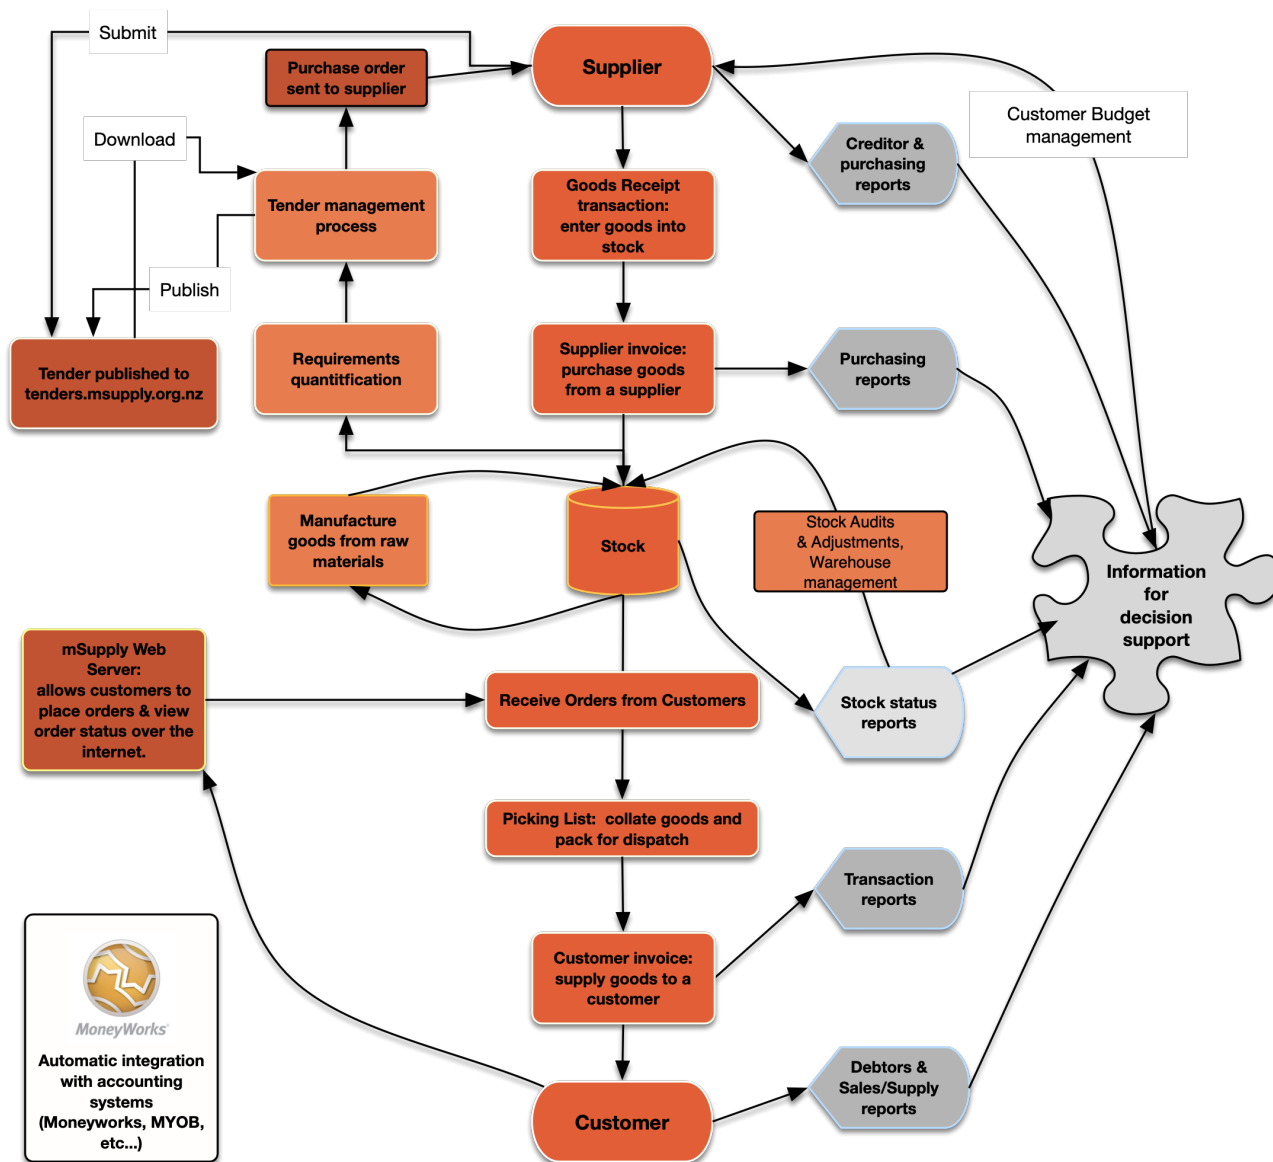 Submit
Purchase order
sent to supplier
Supplier
Customer Budget
management
Download
Creditor &
purchasing
reports
Tender management
process
Goods Receipt
transaction:
enter goods into
stock
Publish
Tender published to
tenders.msupply.org.nz
Requirements
quantitfication
Supplier invoice:
purchase goods
from a supplier
Purchasing
reports
Manufacture
goods from raw
materials
Stock
Stock Audits
& Adjustments,
Warehouse
management
Information
for
decision
support
mSupply Web
Server:
allows customers to
place orders & view
order status over the
internet.
Receive Orders from Customers
Stock status
reports
Picking List:  collate goods and
pack for dispatch
Transaction
reports
Customer invoice:
supply goods to a
customer
MoneyWorks
Automatic integration
with accounting
systems
(Moneyworks, MYOB,
etc...)
Debtors &
Sales/Supply
reports
Customer